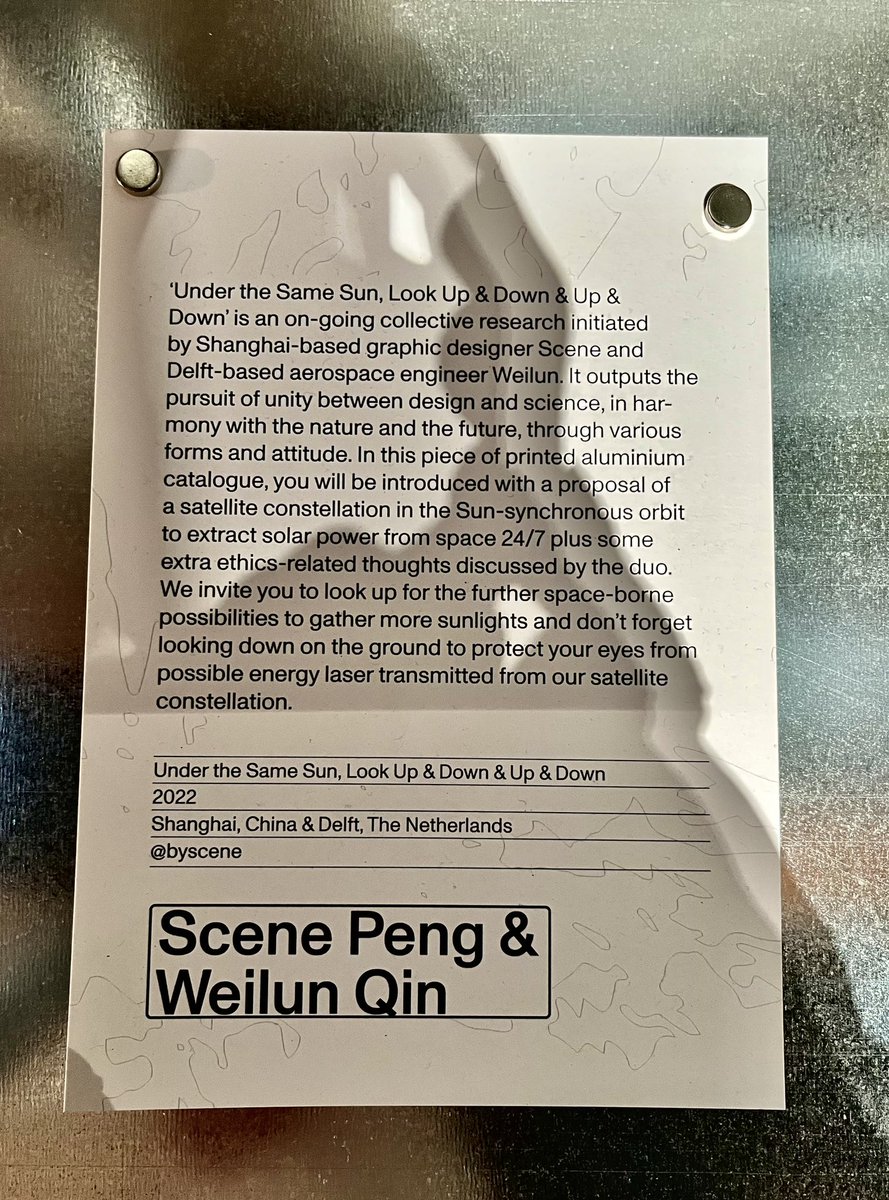 ‘Under the Same Sun, Look Up & Down & Up &
Down’ is an on-going collective research initiated
by Shanghai-based graphic designer Scene and
Delft-based aerospace engineer Weilun. It outputs the
pursuit of unity between design and science, in har-
mony with the nature and the future, through various
forms and attitude. In this piece of printed aluminium
catalogue, you will be introduced with a proposal of
a satellite constellation in the Sun-synchronous orbit
to extract solar power from space 24/7 plus some
extra ethics-related thoughts discussed by the duo.
We invite you to look up for the further space-borne
possibilities to gather more sunlights and don’t forget
looking down on the ground to protect your eyes from
possible energy laser transmitted from our satellite
constellation.
Under the Same Sun, Look Up & Down & Up & Down
2022
Shanghai, China & Delft, The Netherlands
@byscene
Scene Peng &
Weilun Qin